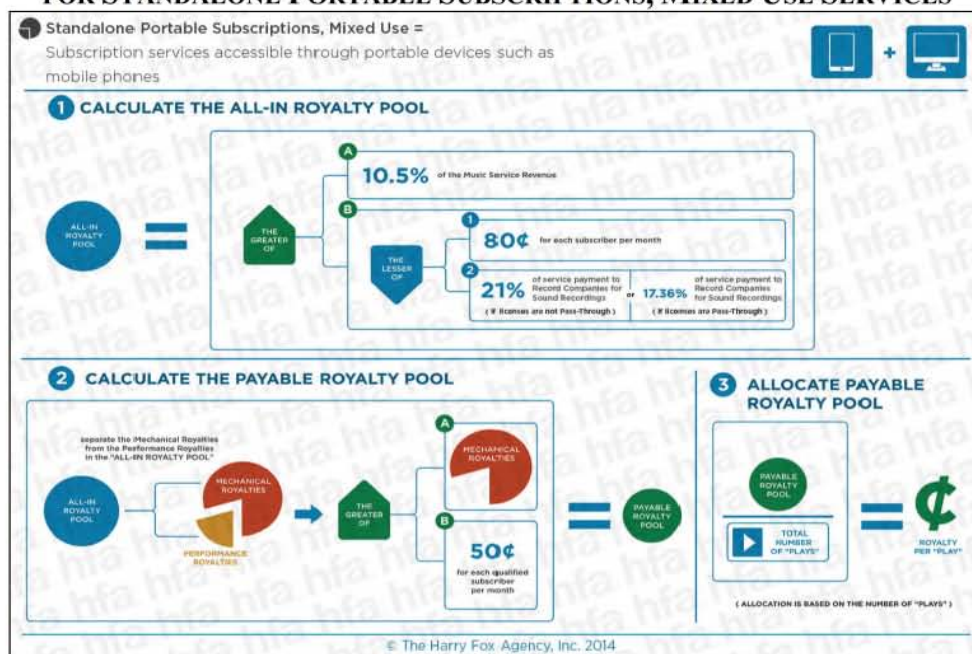 FOR STANDALONE PORTABLE SUBSCRIPTIONS, MIXED USE SERVICES
Standalone Portable Subscriptions, Mixed Use =
Subscription services accessible through portable devices such as
mobile phones
+
1 CALCULATE THE ALL-IN ROYALTY POOL
ALL-IN
ROYALTY
POOL
=
THE
GREATER
OF
A
10.5% of the Music Service Revenue
B
THE
LESSER
OF
1
80¢ for each subscriber per month
2
21% of service payment to
Record Companies for
Sound Recordings
( If licenses are not Pass-Through )
or
17.36% of service payment to
Record Companies
for Sound Recordings
( If licenses are Pass-Through )
2 CALCULATE THE PAYABLE ROYALTY POOL
separate the Mechanical Royalties
from the Performance Royalties
in the "ALL-IN ROYALTY POOL"
ALL-IN
ROYALTY
POOL
MECHANICAL
ROYALTIES
PERFORMANCE
ROYALTIES
THE
GREATER
OF
A
MECHANICAL
ROYALTIES
B
50¢
for each qualified
subscriber
per month
=
PAYABLE
ROYALTY
POOL
3 ALLOCATE PAYABLE
ROYALTY POOL
PAYABLE
ROYALTY
POOL
TOTAL
NUMBER
OF "PLAYS"
=
¢
ROYALTY
PER "PLAY"
( ALLOCATION IS BASED ON THE NUMBER OF "PLAYS" )
© The Harry Fox Agency, Inc. 2014
hfa